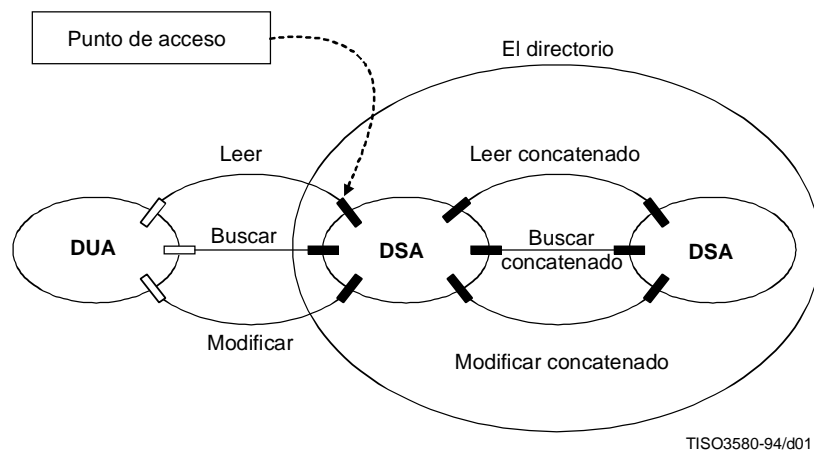 Punto de acceso
El directorio
Leer
Leer concatenado
DUA
Buscar
DSA
Buscar
concatenado
DSA
Modificar
Modificar concatenado
TISO3580-94/d01